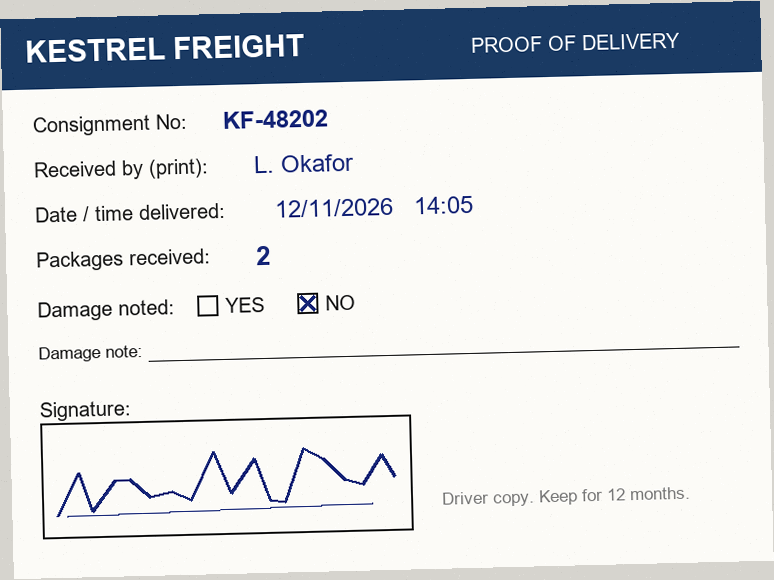 KESTREL FREIGHT PROOF OF DELIVERY
Consignment No: KF-48202
Received by (print): L. Okafor
Date / time delivered: 12/11/2026 14:05
Packages received: 2
Damage noted: YES NO
Damage note:
Signature:
Driver copy. Keep for 12 months.